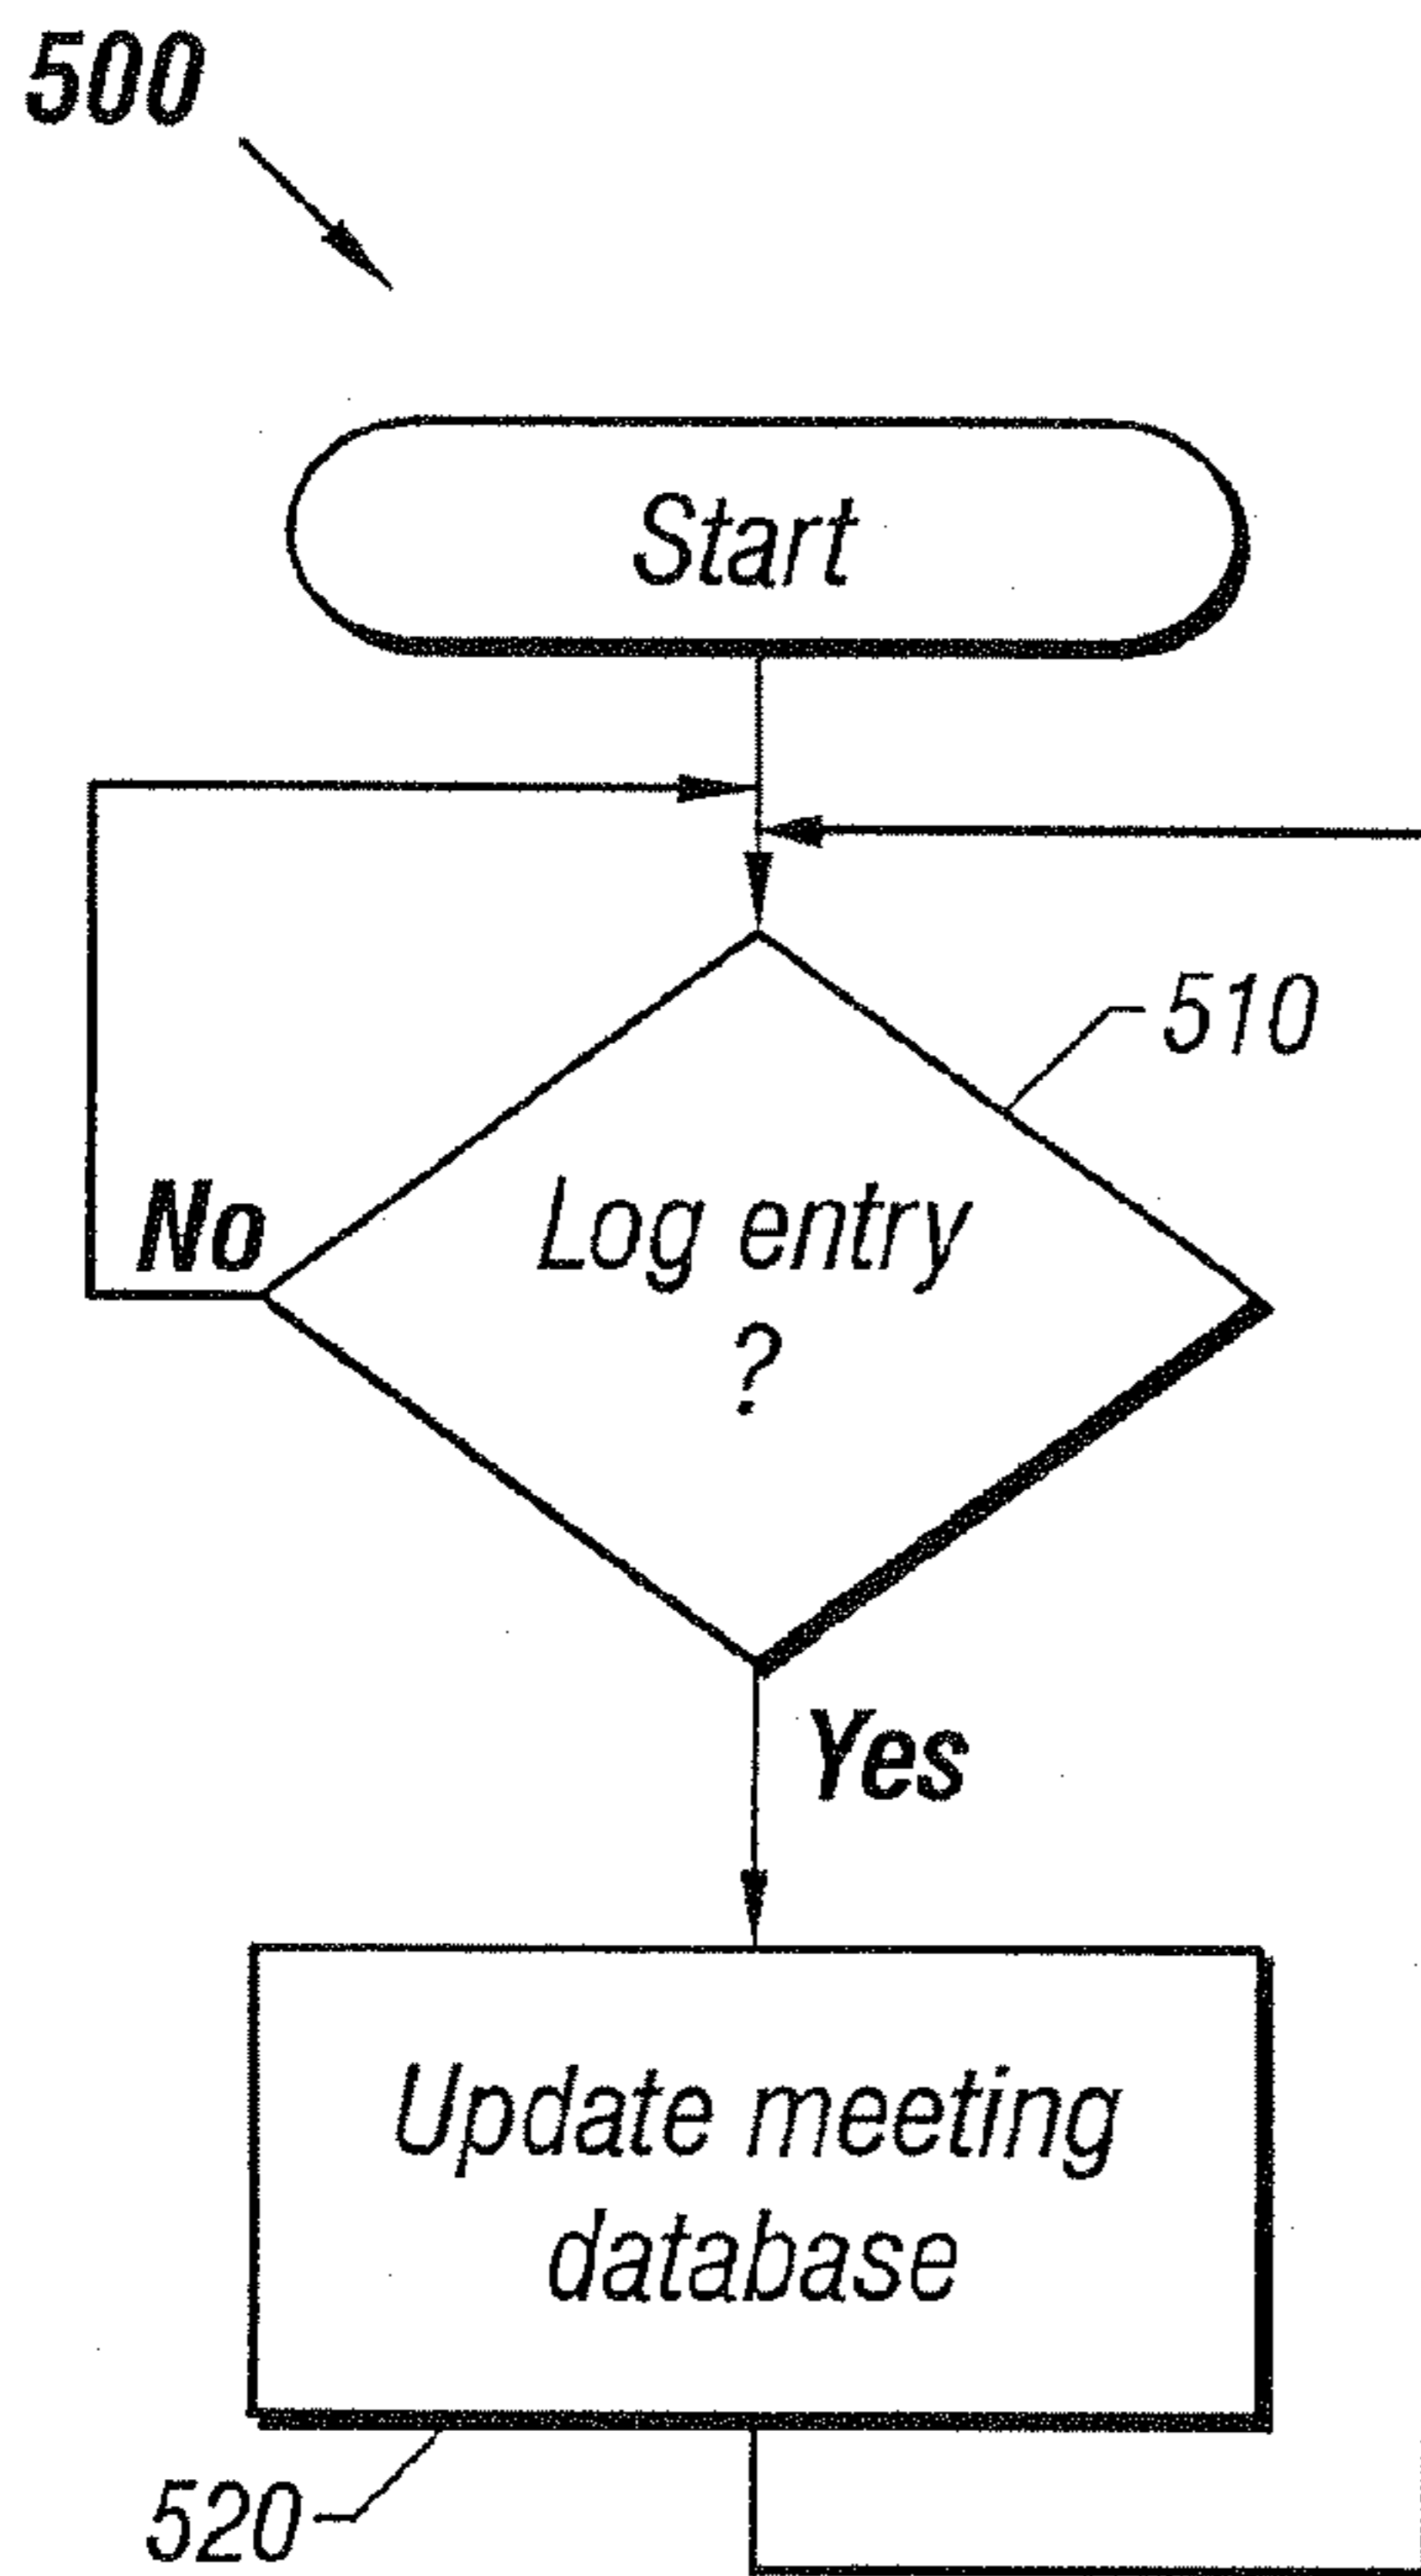 500
Start
510
No
Log entry
?
Yes
Update meeting
database
520